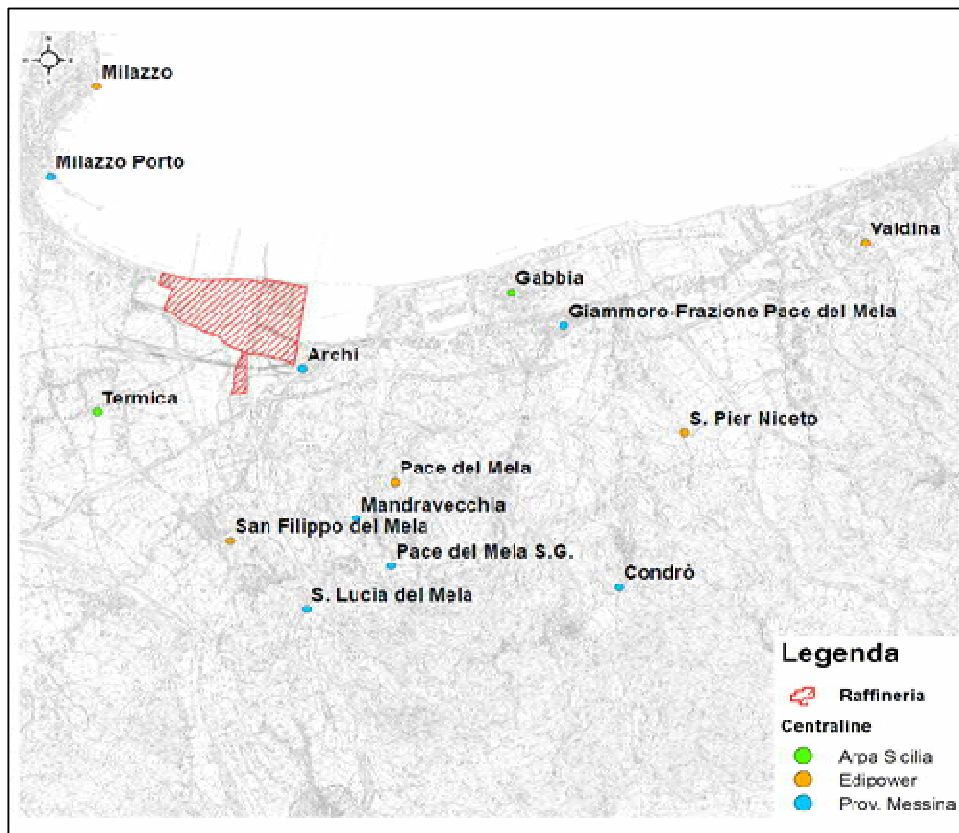 Milazzo
Milazzo Porto
Valdina
Gabbia
Giammoro-Frazione Pace del Mela
Archi
Termica
S. Pier Niceto
Pace del Mela
Mandravecchia
San Filippo del Mela
Pace del Mela S.G.
Condrò
S. Lucia del Mela
Legenda
Raffineria
Centraline
Arpa Sicilia
Edipower
Prov. Messina